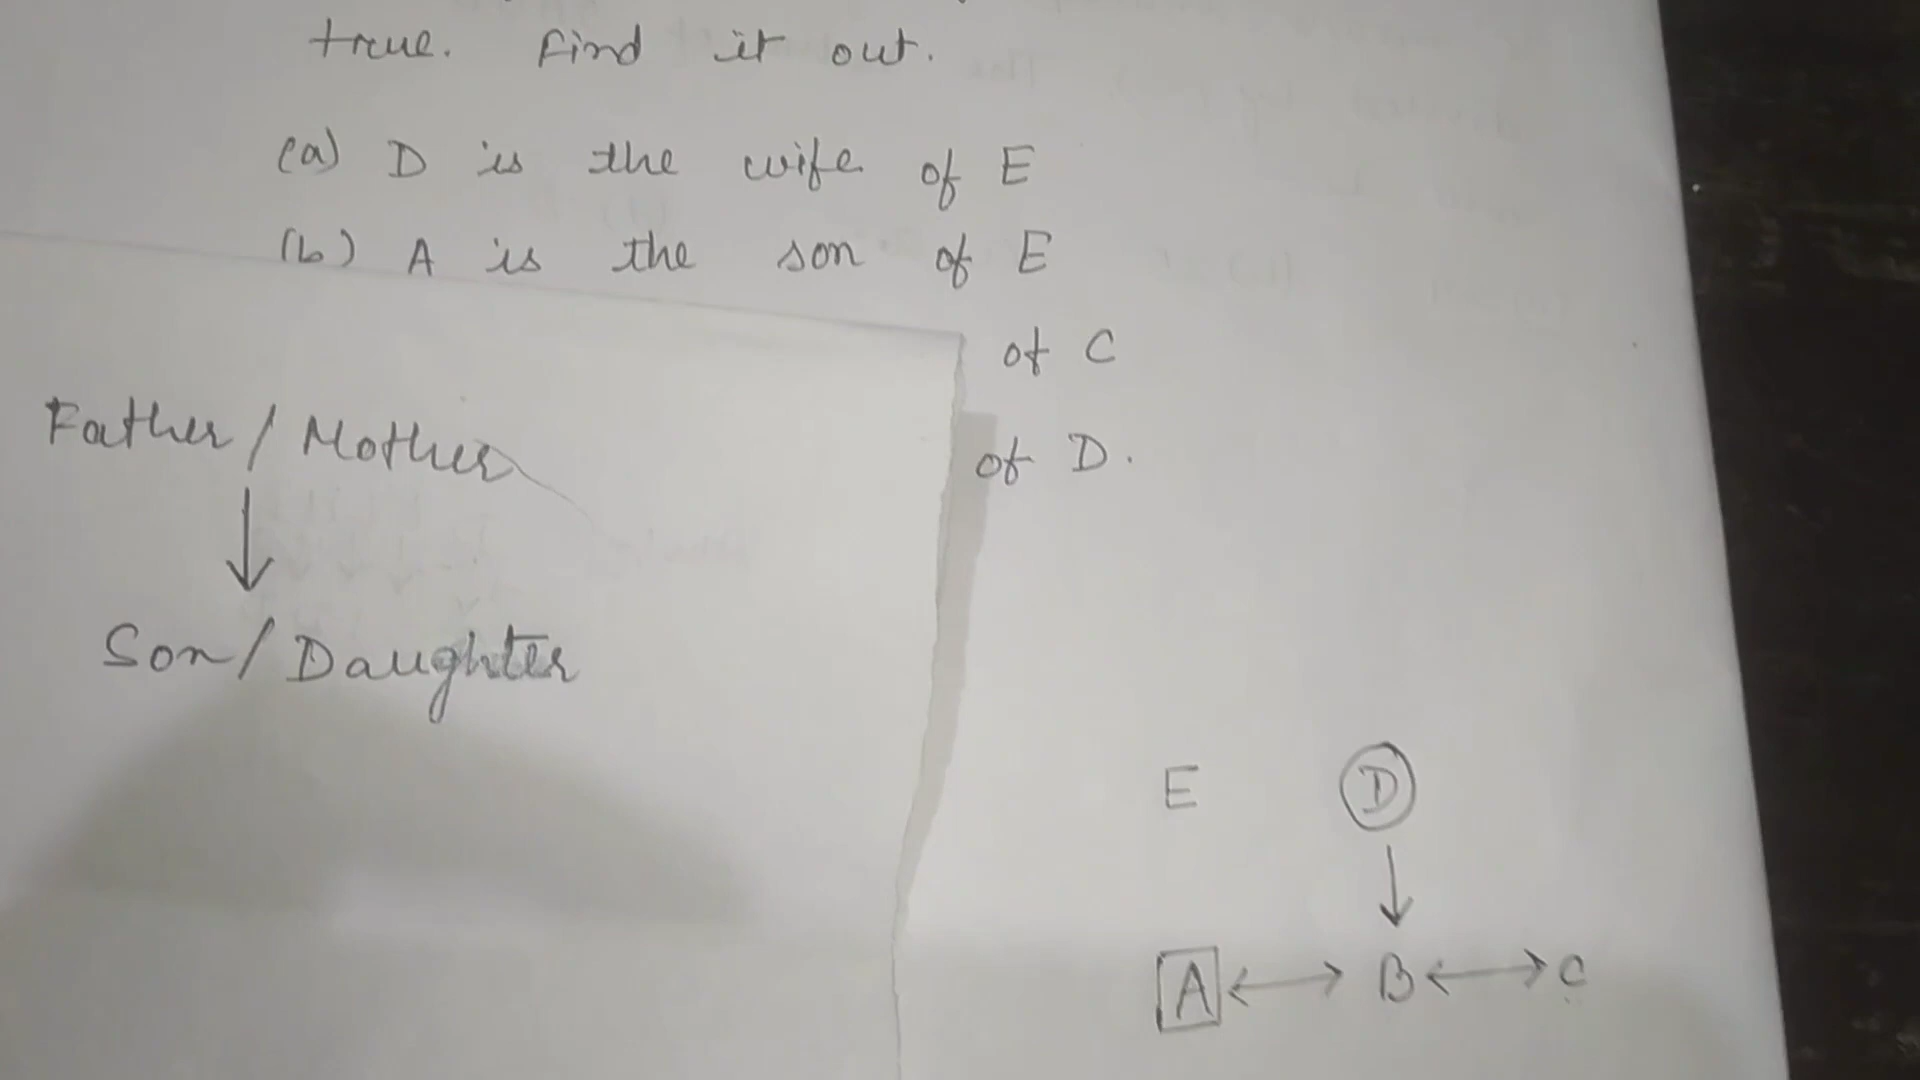 true. Find it out.
(a) D is the wife of E
(b) A is the son of E
of C
of D.
Father / Mother
↓
Son / Daughter
E D
↓
A ↔ B ↔ C